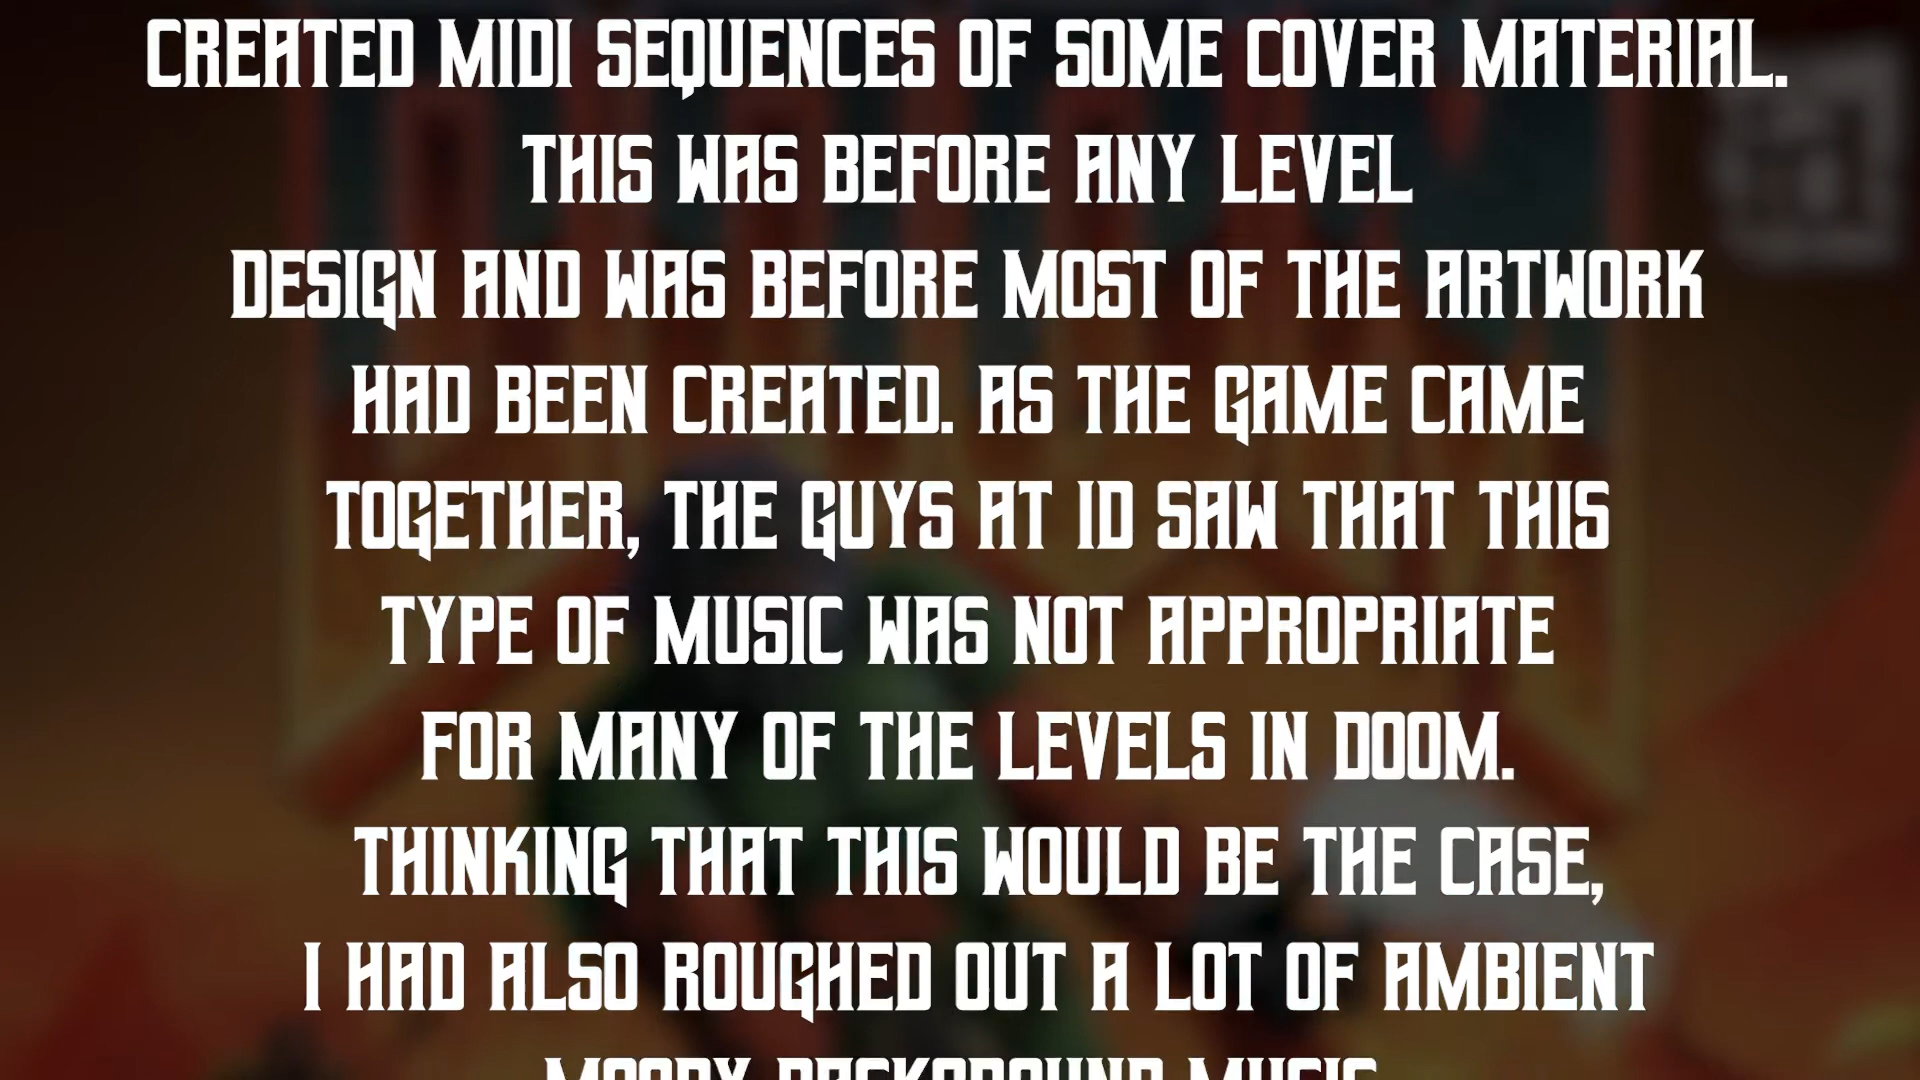 CREATED MIDI SEQUENCES OF SOME COVER MATERIAL.
THIS WAS BEFORE ANY LEVEL
DESIGN AND WAS BEFORE MOST OF THE ARTWORK
HAD BEEN CREATED. AS THE GAME CAME
TOGETHER, THE GUYS AT ID SAW THAT THIS
TYPE OF MUSIC WAS NOT APPROPRIATE
FOR MANY OF THE LEVELS IN DOOM.
THINKING THAT THIS WOULD BE THE CASE,
I HAD ALSO ROUGHED OUT A LOT OF AMBIENT
MOODY BACKGROUND MUSIC